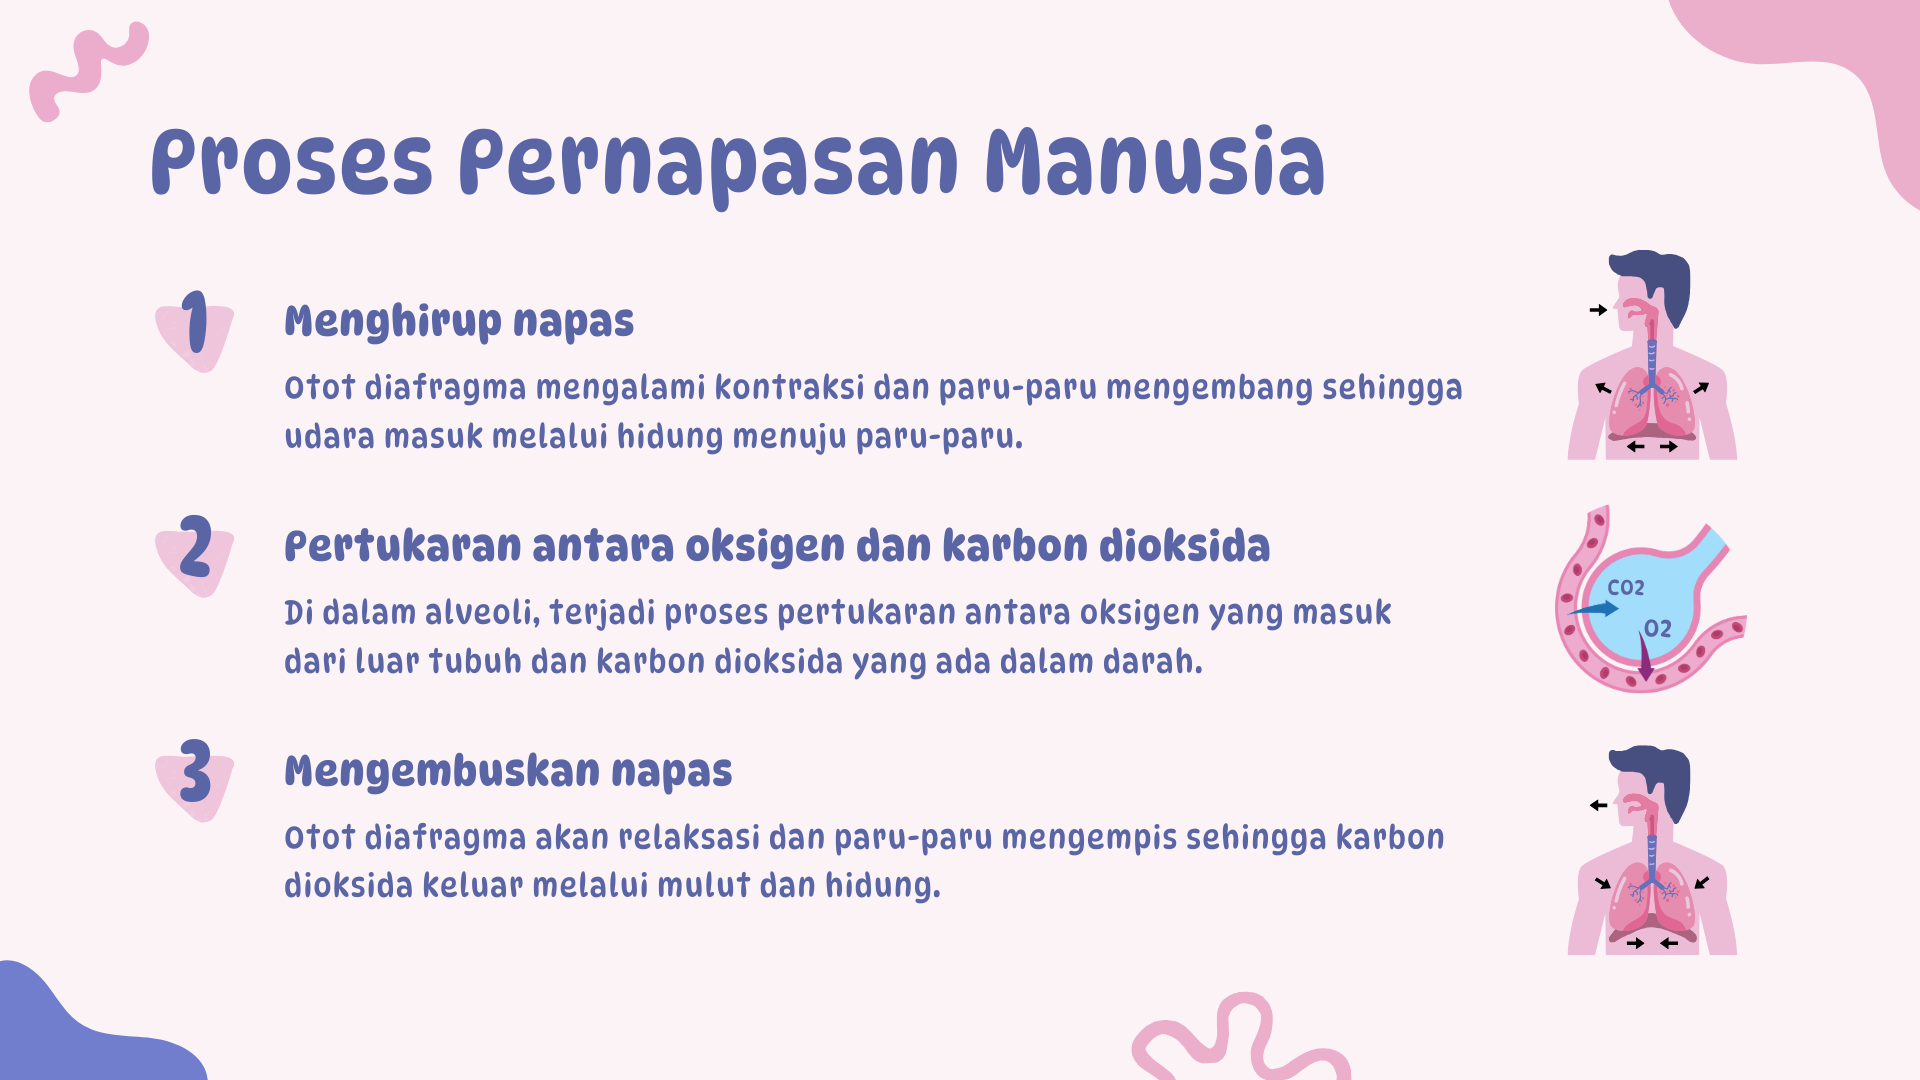 Proses Pernapasan Manusia
1
Menghirup napas
Otot diafragma mengalami kontraksi dan paru-paru mengembang sehingga
udara masuk melalui hidung menuju paru-paru.
2
Pertukaran antara oksigen dan karbon dioksida
Di dalam alveoli, terjadi proses pertukaran antara oksigen yang masuk
dari luar tubuh dan karbon dioksida yang ada dalam darah.
CO2
O2
3
Mengembuskan napas
Otot diafragma akan relaksasi dan paru-paru mengempis sehingga karbon
dioksida keluar melalui mulut dan hidung.